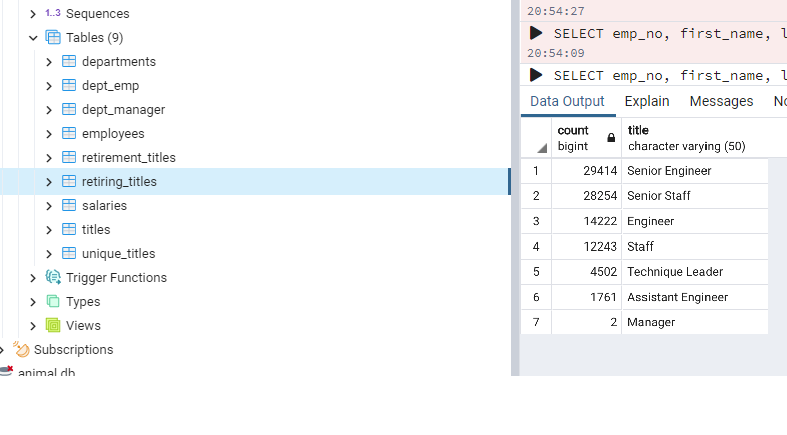 1..3 Sequences
Tables (9)
departments
dept_emp
dept_manager
employees
retirement_titles
retiring_titles
salaries
titles
unique_titles
Trigger Functions
Types
Views
Subscriptions
animal db
20:54:27
SELECT emp_no, first_name, l
20:54:09
SELECT emp_no, first_name, l
Data Output Explain Messages No
count bigint title character varying (50)
1 29414 Senior Engineer
2 28254 Senior Staff
3 14222 Engineer
4 12243 Staff
5 4502 Technique Leader
6 1761 Assistant Engineer
7 2 Manager